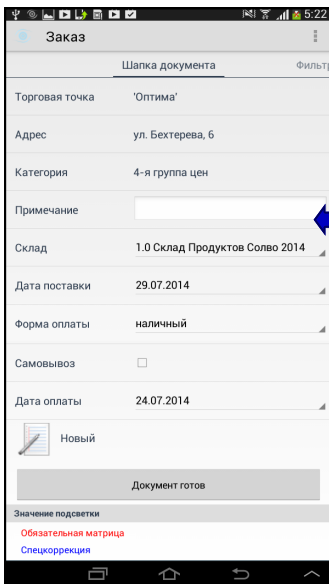 5:22
Заказ
Шапка документа Фильт
Торговая точка 'Оптима'
Адрес ул. Бехтерева, 6
Категория 4-я группа цен
Примечание
Склад 1.0 Склад Продуктов Солво 2014
Дата поставки 29.07.2014
Форма оплаты наличный
Самовывоз
Дата оплаты 24.07.2014
Новый
Документ готов
Значение подсветки
Обязательная матрица
Спецкоррекция